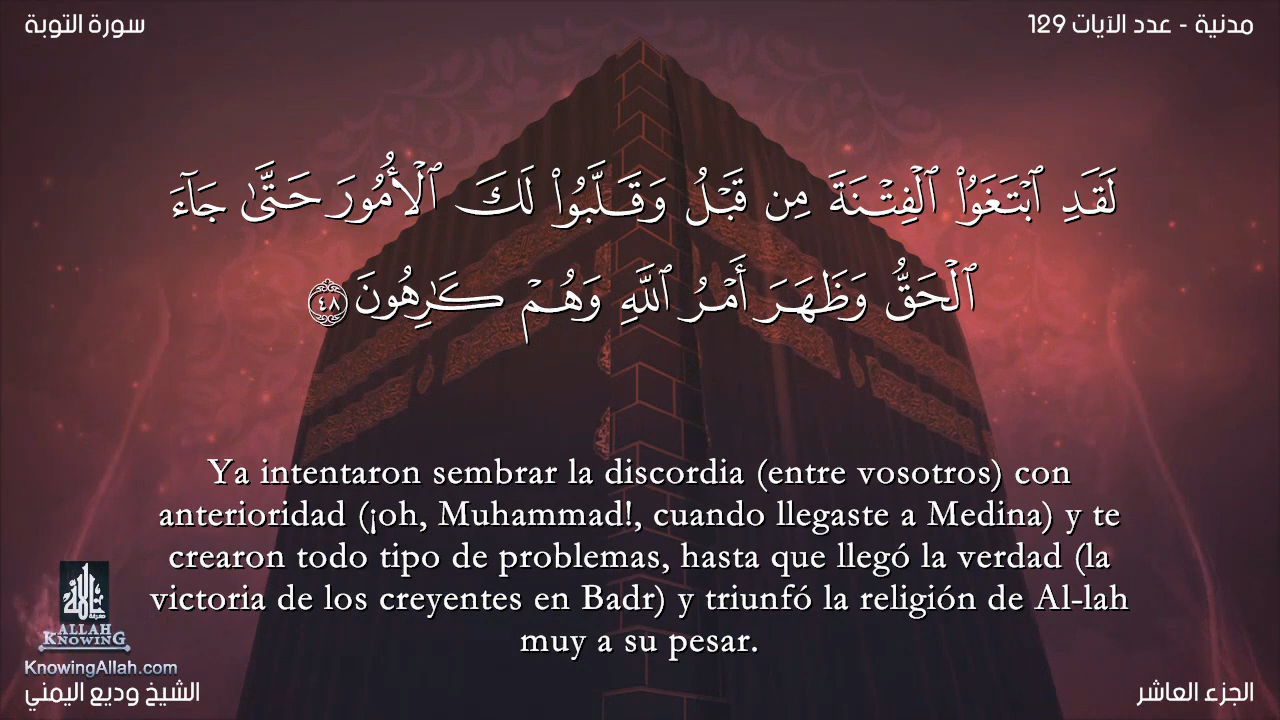 سورة التوبة
مدنية - عدد الآيات 129
لَقَدِ ٱبْتَغَوُا۟ ٱلْفِتْنَةَ مِن قَبْلُ وَقَلَّبُوا۟ لَكَ ٱلْأُمُورَ حَتَّىٰ جَآءَ
ٱلْحَقُّ وَظَهَرَ أَمْرُ ٱللَّهِ وَهُمْ كَـٰرِهُونَ ٤٨
Ya intentaron sembrar la discordia (entre vosotros) con
anterioridad (¡oh, Muhammad!, cuando llegaste a Medina) y te
crearon todo tipo de problemas, hasta que llegó la verdad (la
victoria de los creyentes en Badr) y triunfó la religión de Al-lah
muy a su pesar.
ALLAH
KNOWING
KnowingAllah.com
الشيخ وديع اليمني
الجزء العاشر